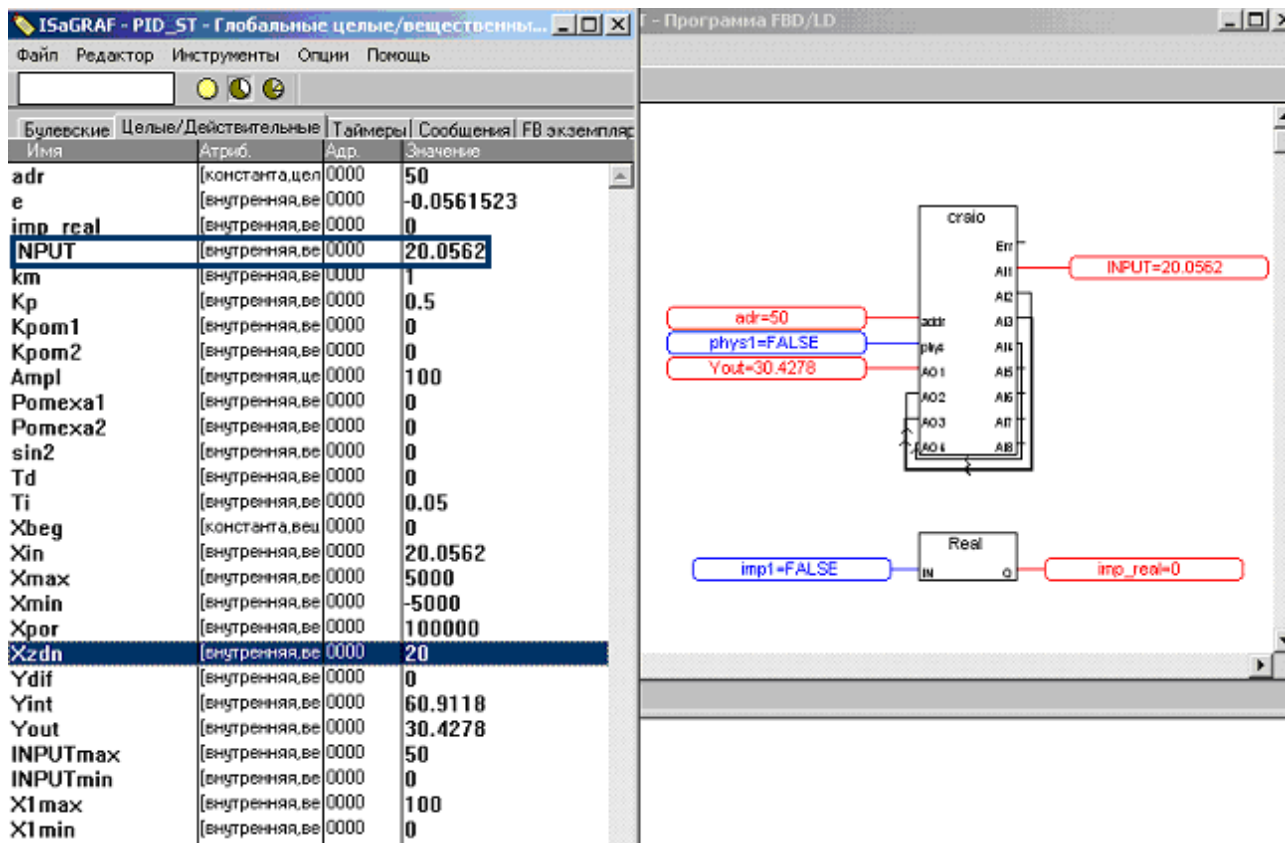 ISaGRAF - PID_ST - Глобальные целые/вещественны...
Файл Редактор Инструменты Опции Помощь
Булевские Целые/Действительные Таймеры Сообщения FB экземпляр
Имя Атриб. Адр. Значение
adr [константа,цел 0000 50
e [внутренняя,ве 0000 -0.0561523
imp_real [внутренняя,ве 0000 0
NPUT [внутренняя,ве 0000 20.0562
km [внутренняя,ве 0000 1
Kp [внутренняя,ве 0000 0.5
Kpom1 [внутренняя,ве 0000 0
Kpom2 [внутренняя,ве 0000 0
Ampl [внутренняя,це 0000 100
Pomexa1 [внутренняя,ве 0000 0
Pomexa2 [внутренняя,ве 0000 0
sin2 [внутренняя,ве 0000 0
Td [внутренняя,ве 0000 0
Ti [внутренняя,ве 0000 0.05
Xbeg [константа,вещ 0000 0
Xin [внутренняя,ве 0000 20.0562
Xmax [внутренняя,ве 0000 5000
Xmin [внутренняя,ве 0000 -5000
Xpor [внутренняя,ве 0000 100000
Xzdn [внутренняя,ве 0000 20
Ydif [внутренняя,ве 0000 0
Yint [внутренняя,ве 0000 60.9118
Yout [внутренняя,ве 0000 30.4278
INPUTmax [внутренняя,ве 0000 50
INPUTmin [внутренняя,ве 0000 0
X1max [внутренняя,ве 0000 100
X1min [внутренняя,ве 0000 0
T - Программа FBD/LD
craio
Err
AI1
INPUT=20.0562
AI2
adr=50
addr
AI3
phys1=FALSE
phys
AI4
Yout=30.4278
AO1
AI5
AO2
AI6
AO3
AI7
AO4
AI8
Real
imp1=FALSE
IN
Q
imp_real=0